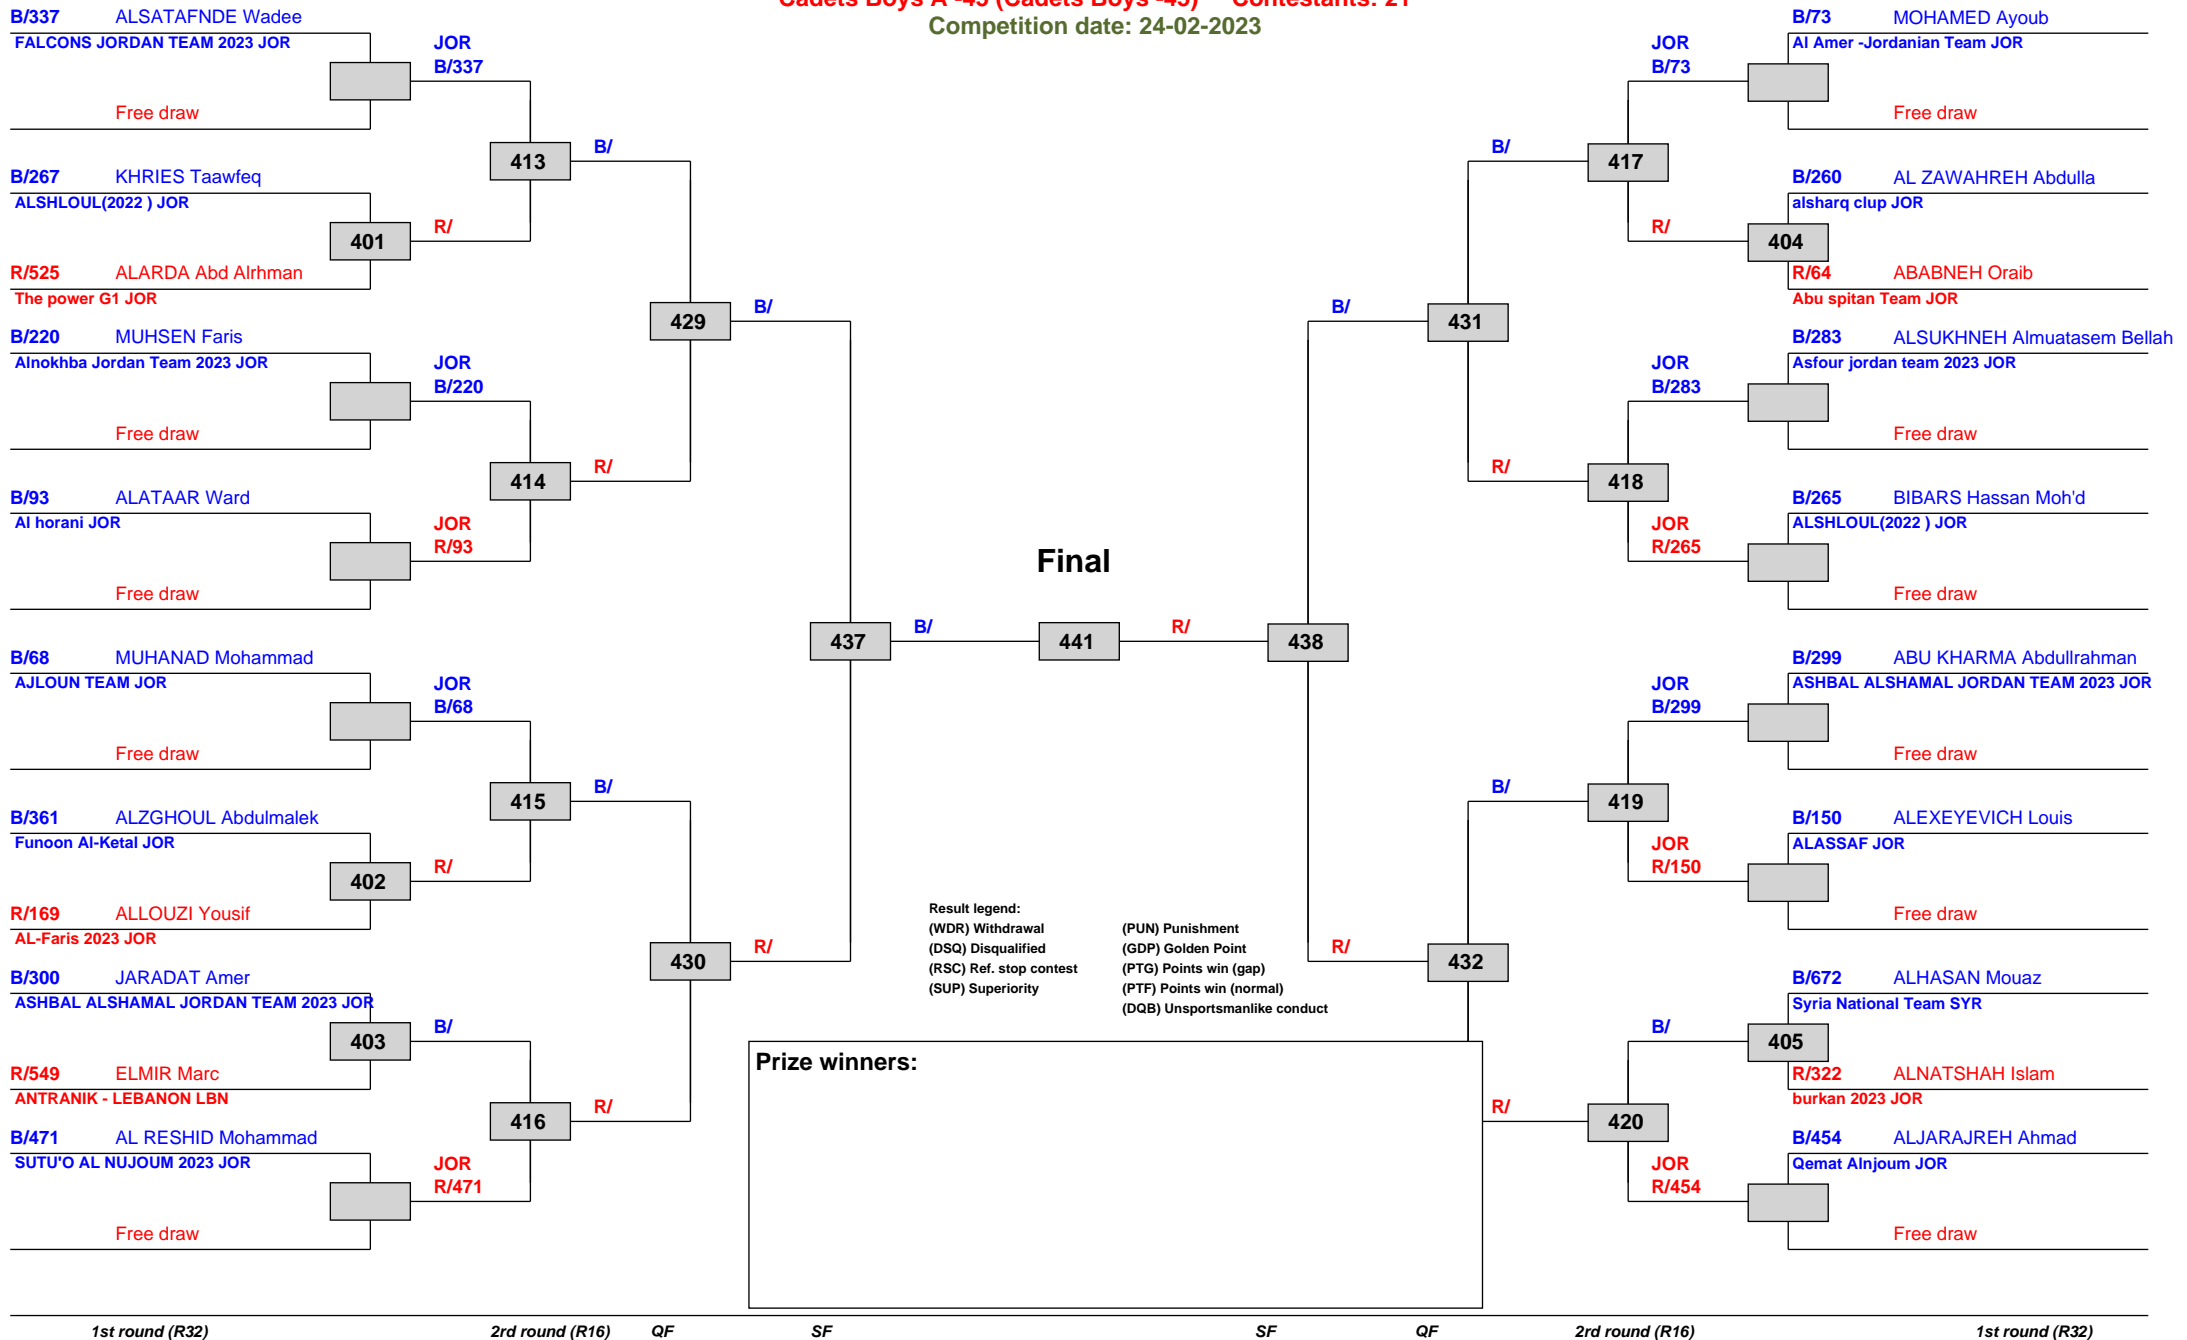 Cadets Boys A -45 (Cadets Boys -45) Contestants: 21
Competition date: 24-02-2023
B/337 ALSATAFNDE Wadee
FALCONS JORDAN TEAM 2023 JOR
JOR
B/337
Free draw
413
B/
B/267 KHRIES Taawfeq
ALSHLOUL(2022 ) JOR
401
R/
R/525 ALARDA Abd Alrhman
The power G1 JOR
429
B/
B/220 MUHSEN Faris
Alnokhba Jordan Team 2023 JOR
JOR
B/220
Free draw
414
R/
B/93 ALATAAR Ward
Al horani JOR
JOR
R/93
Free draw
437
B/
B/68 MUHANAD Mohammad
AJLOUN TEAM JOR
JOR
B/68
Free draw
415
B/
B/361 ALZGHOUL Abdulmalek
Funoon Al-Ketal JOR
402
R/
R/169 ALLOUZI Yousif
AL-Faris 2023 JOR
430
R/
B/300 JARADAT Amer
ASHBAL ALSHAMAL JORDAN TEAM 2023 JOR
403
B/
R/549 ELMIR Marc
ANTRANIK - LEBANON LBN
416
R/
B/471 AL RESHID Mohammad
SUTU'O AL NUJOUM 2023 JOR
JOR
R/471
Free draw
Final
441
R/
438
Result legend:
(WDR) Withdrawal
(DSQ) Disqualified
(RSC) Ref. stop contest
(SUP) Superiority
(PUN) Punishment
(GDP) Golden Point
(PTG) Points win (gap)
(PTF) Points win (normal)
(DQB) Unsportsmanlike conduct
Prize winners:
B/73 MOHAMED Ayoub
Al Amer -Jordanian Team JOR
JOR
B/73
Free draw
B/
417
B/260 AL ZAWAHREH Abdulla
alsharq clup JOR
R/
404
R/64 ABABNEH Oraib
Abu spitan Team JOR
B/
431
B/283 ALSUKHNEH Almuatasem Bellah
Asfour jordan team 2023 JOR
JOR
B/283
Free draw
R/
418
B/265 BIBARS Hassan Moh'd
ALSHLOUL(2022 ) JOR
JOR
R/265
Free draw
B/299 ABU KHARMA Abdullrahman
ASHBAL ALSHAMAL JORDAN TEAM 2023 JOR
JOR
B/299
Free draw
B/
419
B/150 ALEXEYEVICH Louis
ALASSAF JOR
JOR
R/150
Free draw
R/
432
B/672 ALHASAN Mouaz
Syria National Team SYR
B/
405
R/322 ALNATSHAH Islam
burkan 2023 JOR
R/
420
B/454 ALJARAJREH Ahmad
Qemat Alnjoum JOR
JOR
R/454
Free draw
1st round (R32) 2rd round (R16) QF SF SF QF 2rd round (R16) 1st round (R32)